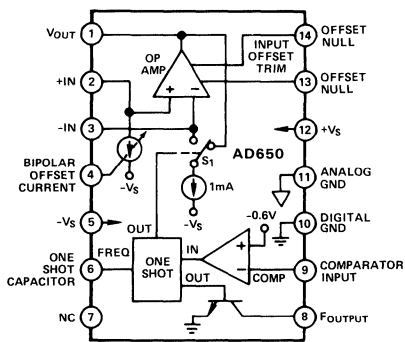 VOUT 1
+IN 2
-IN 3
BIPOLAR
OFFSET
CURRENT 4
-VS 5
ONE
SHOT
CAPACITOR 6
NC 7
OP
AMP
INPUT
OFFSET
TRIM
+ −
S1
AD650
1mA
-VS
-VS
-0.6V
OUT
FREQ
IN
ONE
SHOT
OUT
+
−
COMP
14 OFFSET
NULL
13 OFFSET
NULL
12 +VS
11 ANALOG
GND
10 DIGITAL
GND
9 COMPARATOR
INPUT
8 FOUTPUT